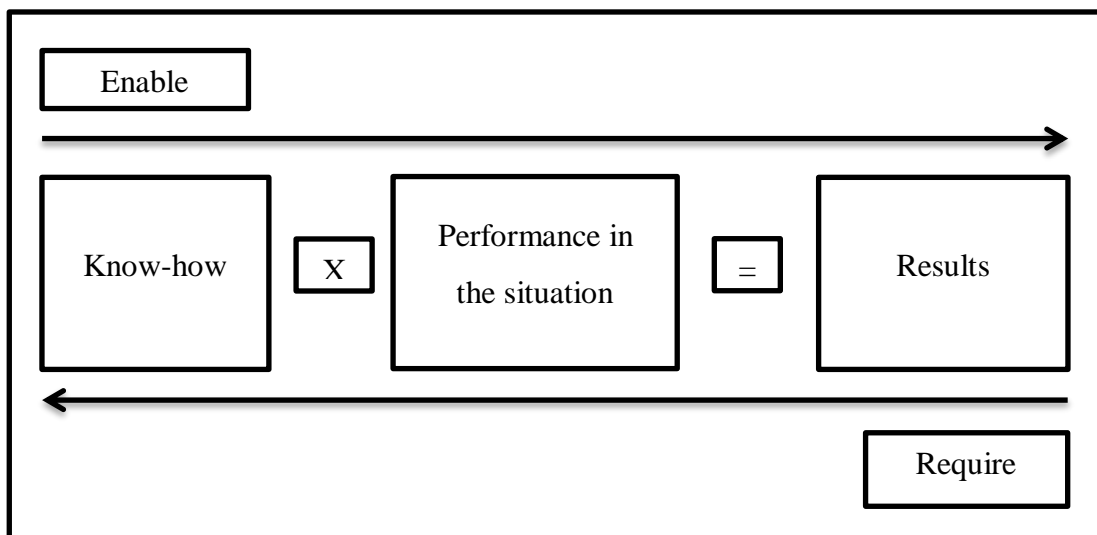 Enable
Know-how
X
Performance in
the situation
=
Results
Require